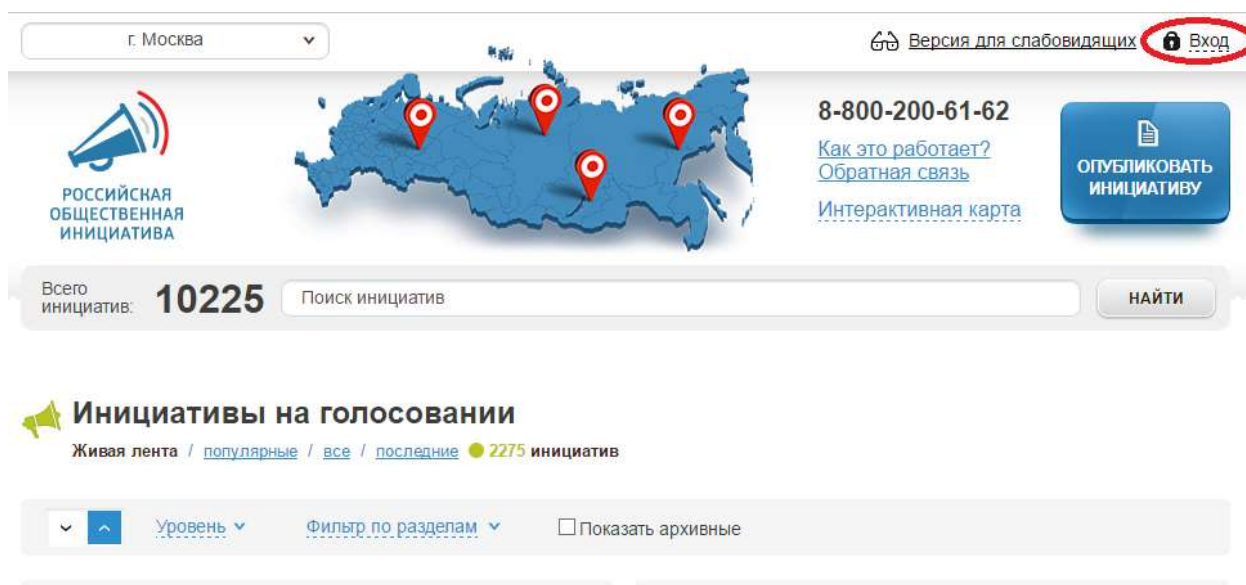 г. Москва
Версия для слабовидящих
Вход
РОССИЙСКАЯ
ОБЩЕСТВЕННАЯ
ИНИЦИАТИВА
8-800-200-61-62
Как это работает?
Обратная связь
Интерактивная карта
ОПУБЛИКОВАТЬ
ИНИЦИАТИВУ
Всего
инициатив:
10225
Поиск инициатив
НАЙТИ
Инициативы на голосовании
Живая лента / популярные / все / последние 2275 инициатив
Уровень Фильтр по разделам Показать архивные